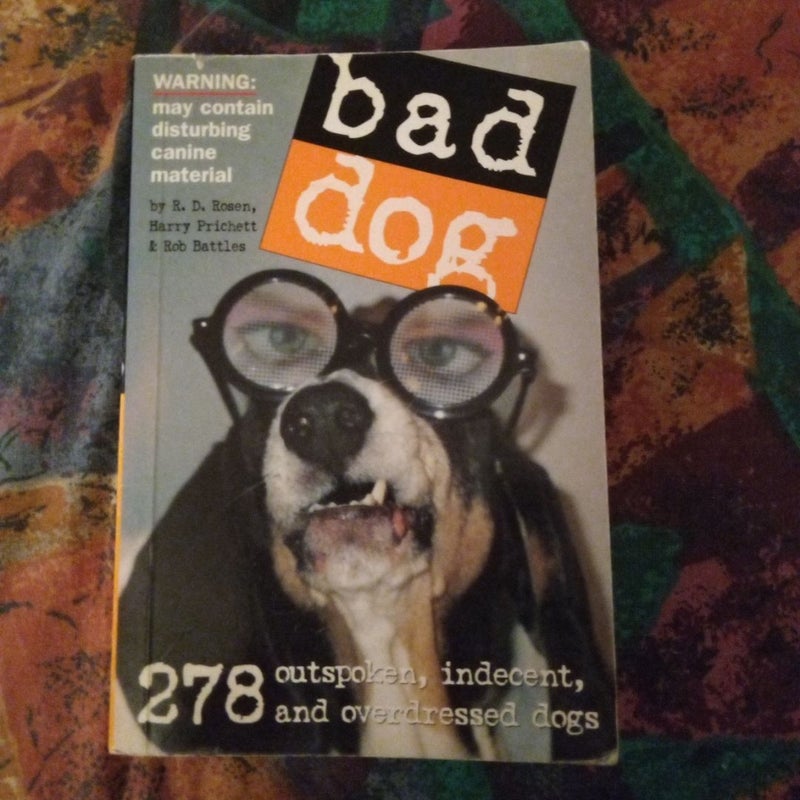 WARNING:
may contain
disturbing
canine
material
by R. D. Rosen,
Harry Prichett
& Rob Battles
bad
dog
278 outspoken, indecent,
and overdressed dogs